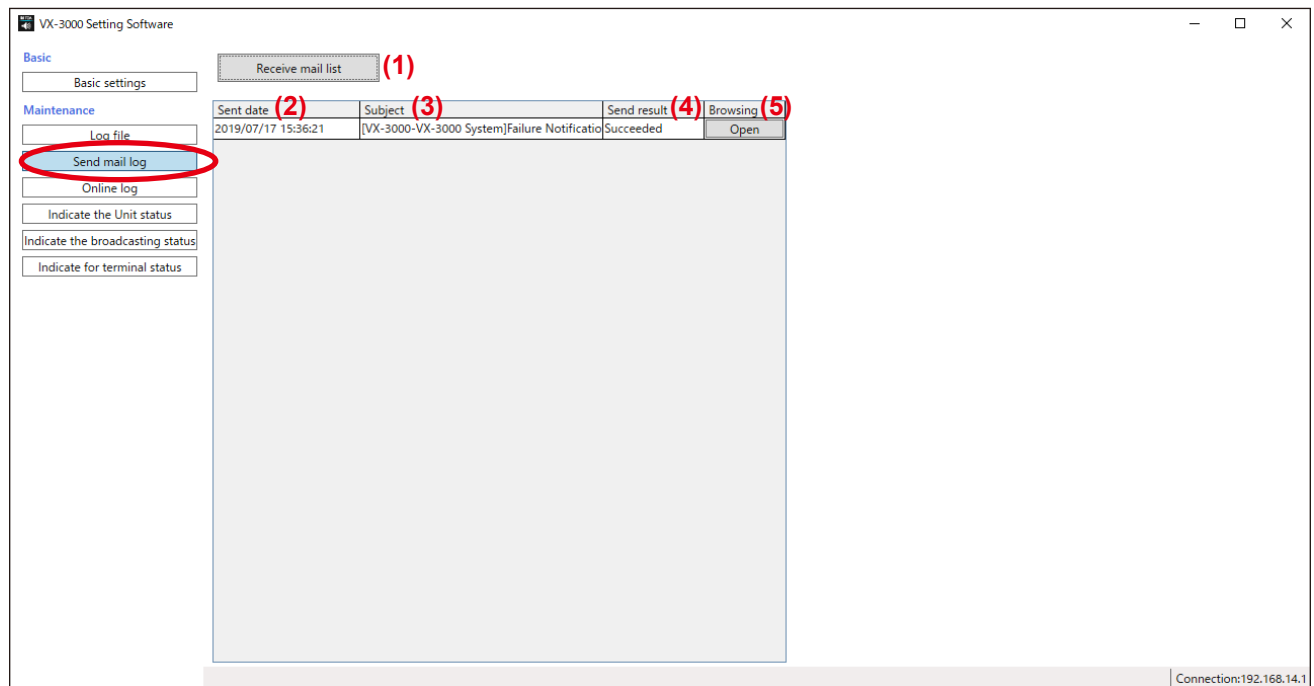 VX-3000 Setting Software
Basic
Basic settings
Maintenance
Log file
Send mail log
Online log
Indicate the Unit status
Indicate the broadcasting status
Indicate for terminal status
Receive mail list (1)
Sent date (2) Subject (3) Send result (4) Browsing (5)
2019/07/17 15:36:21 [VX-3000-VX-3000 System]Failure Notificatio Succeeded Open
Connection:192.168.14.1